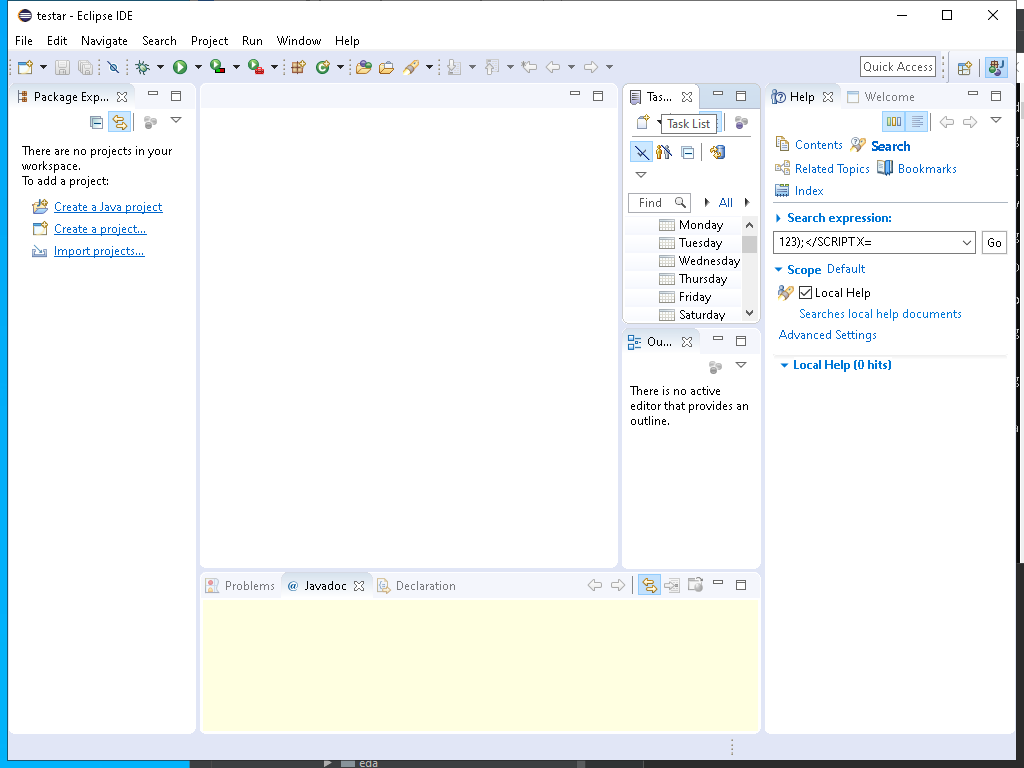 testar - Eclipse IDE
File Edit Navigate Search Project Run Window Help
Quick Access
Package Exp...
There are no projects in your
workspace.
To add a project:
Create a Java project
Create a project...
Import projects...
Tas...
Task List
Find
All
Monday
Tuesday
Wednesday
Thursday
Friday
Saturday
Ou...
There is no active
editor that provides an
outline.
Help Welcome
Contents Search
Related Topics Bookmarks
Index
Search expression:
123);</SCRIPTX=
Go
Scope Default
Local Help
Searches local help documents
Advanced Settings
Local Help (0 hits)
Problems @ Javadoc Declaration
eda